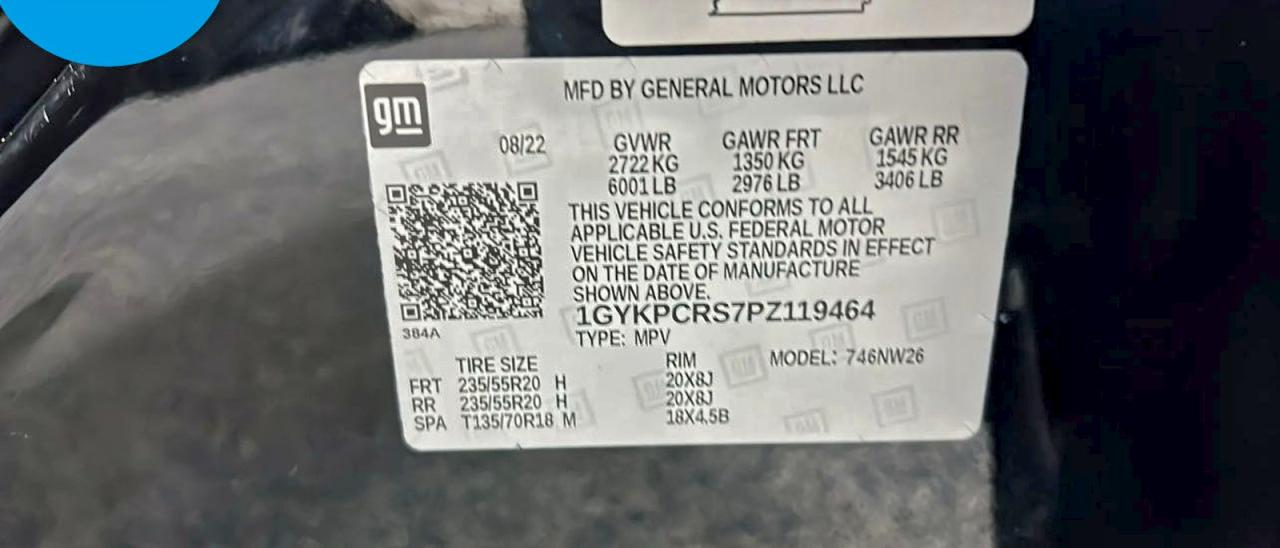 MFD BY GENERAL MOTORS LLC
gm
08/22 GVWR GAWR FRT GAWR RR
2722 KG 1350 KG 1545 KG
6001 LB 2976 LB 3406 LB
THIS VEHICLE CONFORMS TO ALL
APPLICABLE U.S. FEDERAL MOTOR
VEHICLE SAFETY STANDARDS IN EFFECT
ON THE DATE OF MANUFACTURE
SHOWN ABOVE.
1GYKPCRS7PZ119464
384A
TYPE: MPV
TIRE SIZE RIM MODEL: 746NW26
FRT 235/55R20 H 20X8J
RR 235/55R20 H 20X8J
SPA T135/70R18 M 18X4.5B